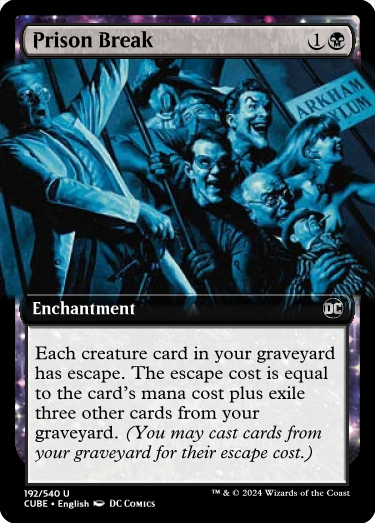 Prison Break
1
ARKHAM
ASYLUM
Enchantment
DC
Each creature card in your graveyard
has escape. The escape cost is equal
to the card's mana cost plus exile
three other cards from your
graveyard. (You may cast cards from
your graveyard for their escape cost.)
192/540 U
CUBE • English DC COMICS
™ & © 2024 Wizards of the Coast